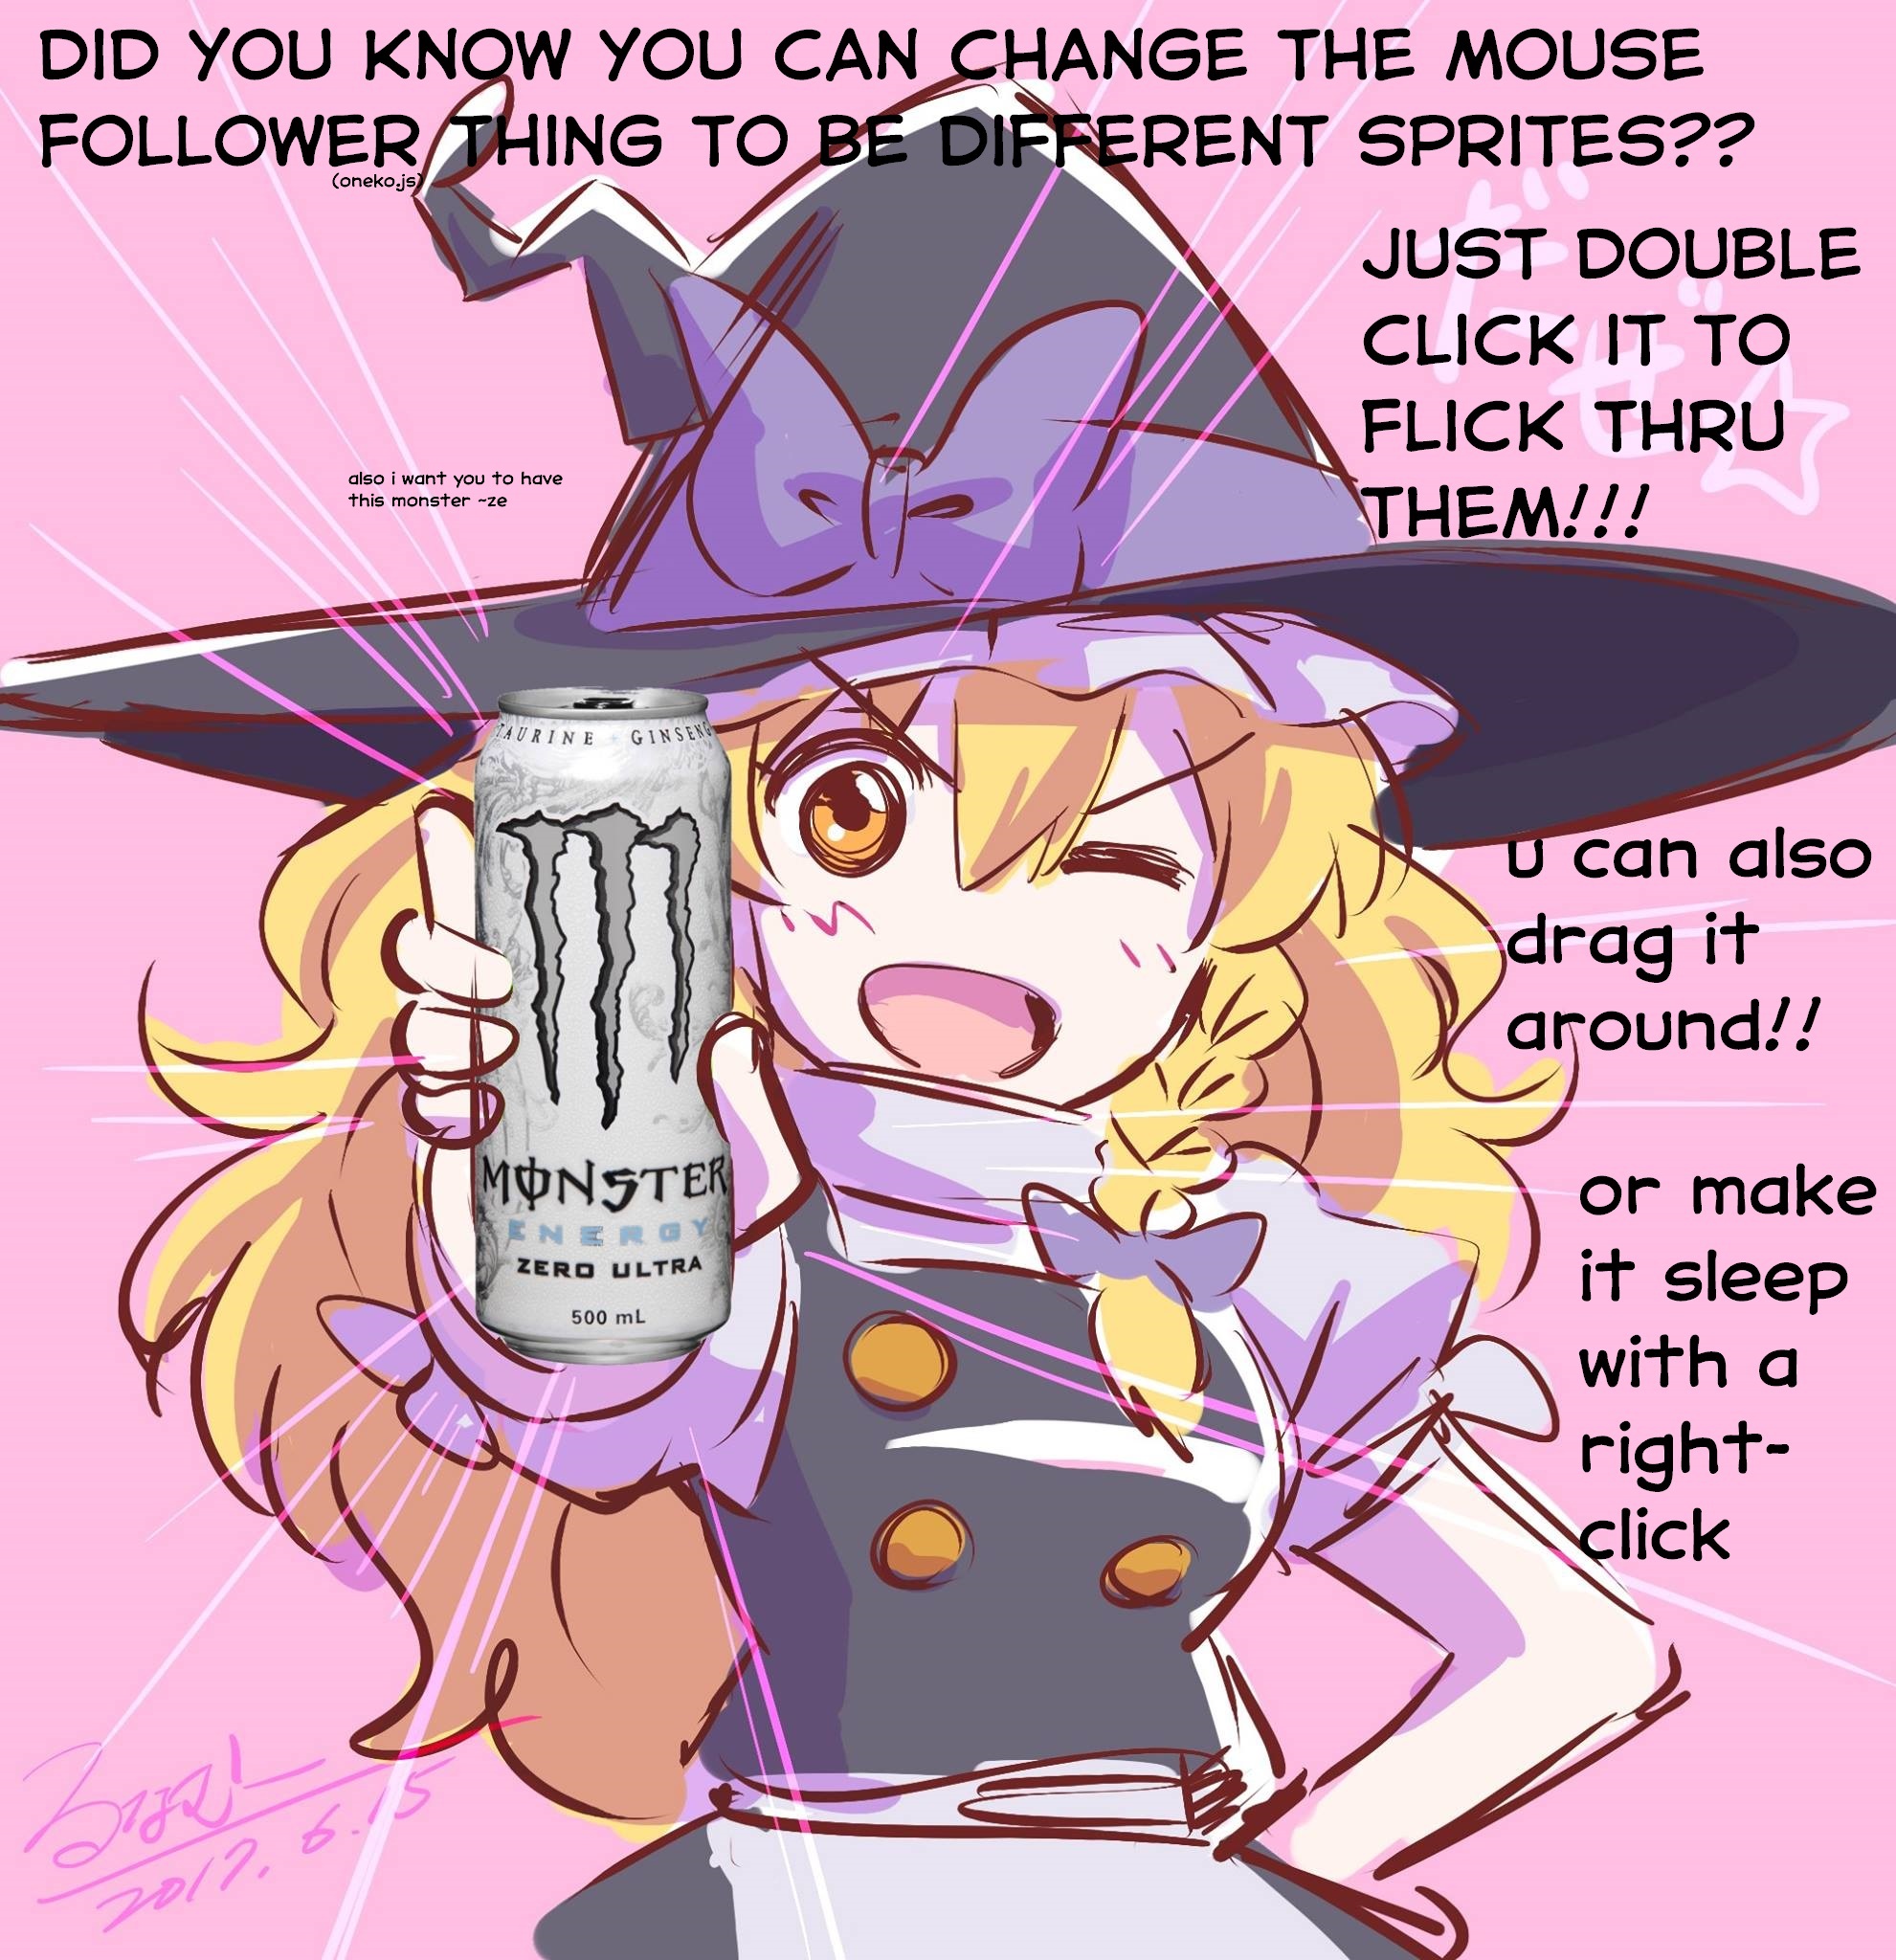 DID YOU KNOW YOU CAN CHANGE THE MOUSE
FOLLOWER THING TO BE DIFFERENT SPRITES??
(oneko.js)
JUST DOUBLE
CLICK IT TO
FLICK THRU
THEM!!!
だぜ☆
also i want you to have
this monster ~ze
TAURINE + GINSENG
MONSTER
ENERGY
ZERO ULTRA
500 mL
u can also
drag it
around!!
or make
it sleep
with a
right-
click
2017. 6.15